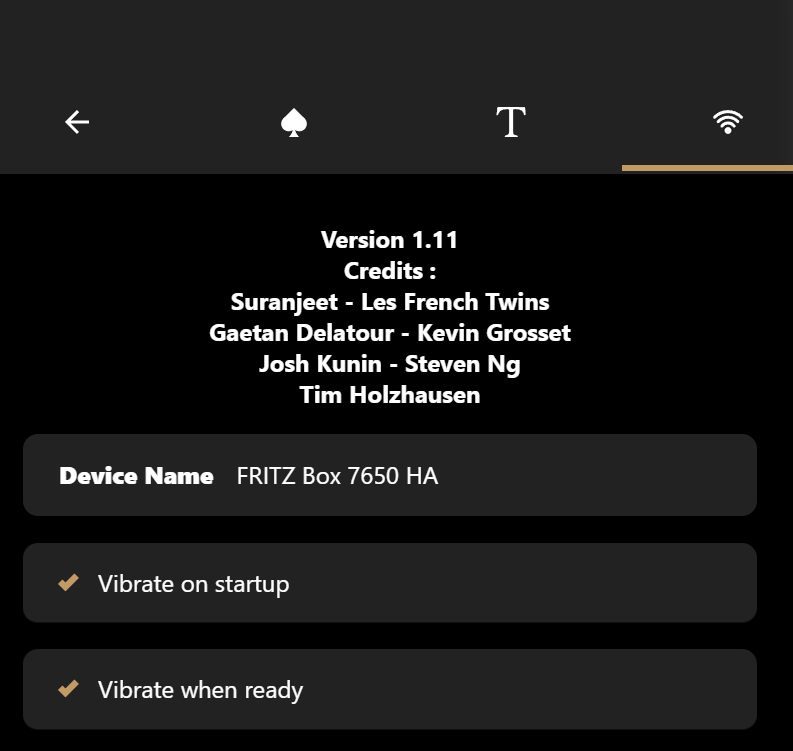 T
Version 1.11
Credits :
Suranjeet - Les French Twins
Gaetan Delatour - Kevin Grosset
Josh Kunin - Steven Ng
Tim Holzhausen
Device Name FRITZ Box 7650 HA
Vibrate on startup
Vibrate when ready